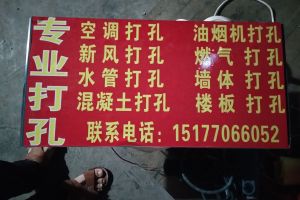 专业打孔
空调打孔 油烟机打孔
新风打孔 燃气打孔
水管打孔 墙体打孔
混凝土打孔 楼板打孔
联系电话：15177066052